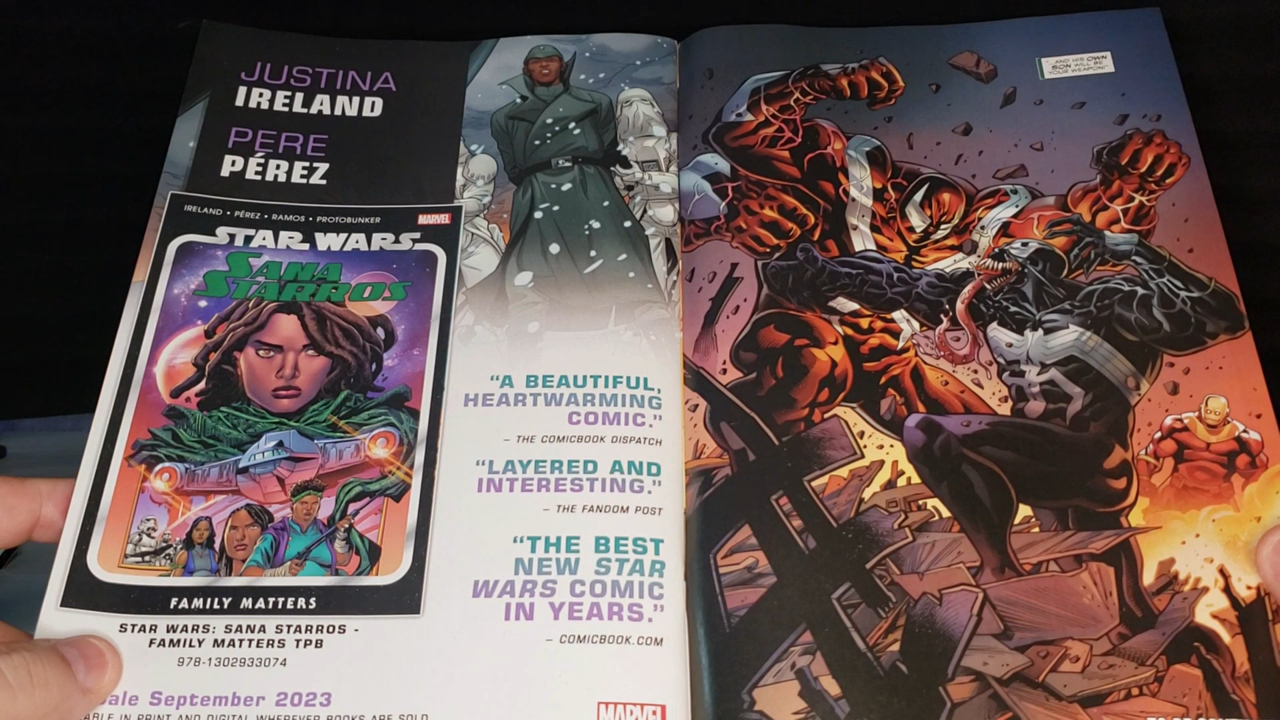 JUSTINA
IRELAND
PERE
PÉREZ
IRELAND • PÉREZ • RAMOS • PROTOBUNKER
MARVEL
STAR WARS
SANA
STARROS
FAMILY MATTERS
STAR WARS: SANA STARROS -
FAMILY MATTERS TPB
978-1302933074
ale September 2023
ABLE IN PRINT AND DIGITAL WHEREVER BOOKS ARE SOLD
“A BEAUTIFUL,
HEARTWARMING
COMIC.”
– THE COMICBOOK DISPATCH
“LAYERED AND
INTERESTING.”
– THE FANDOM POST
“THE BEST
NEW STAR
WARS COMIC
IN YEARS.”
– COMICBOOK.COM
MARVEL
“...AND HIS OWN
SON WILL BE
YOUR WEAPON!”